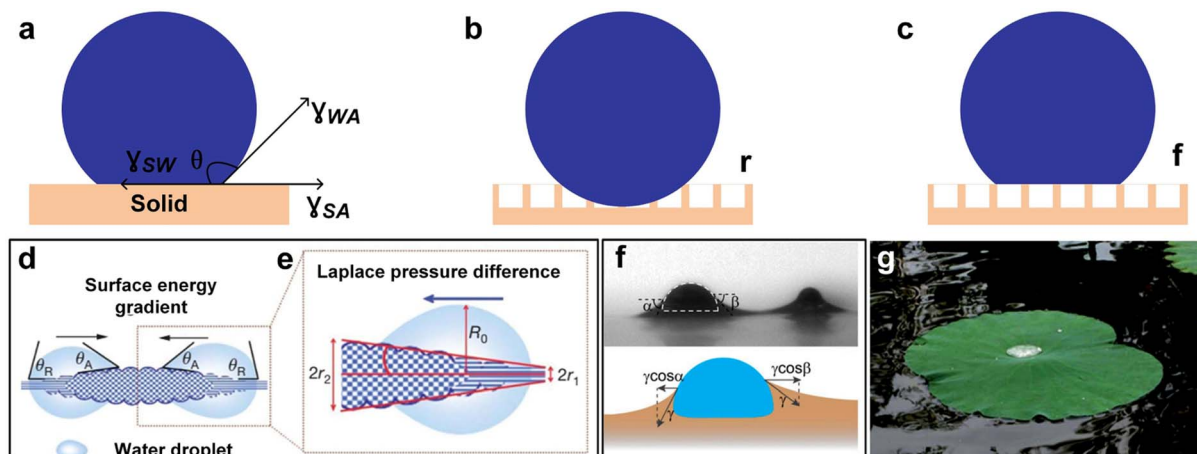 a
b
c
γWA
γSW θ
r
f
Solid
γSA
d
e
f
g
Surface energy
gradient
Laplace pressure difference
R0
α
β
θR θA θA θR
2r2
2r1
γcosα
γcosβ
γ
γ
Water droplet